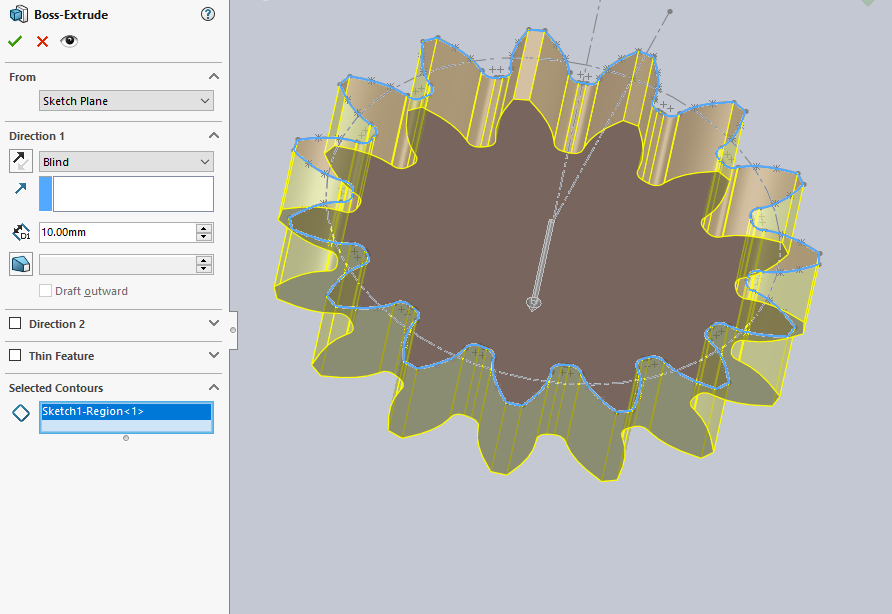 Boss-Extrude
From
Sketch Plane
Direction 1
Blind
D1
10.00mm
Draft outward
Direction 2
Thin Feature
Selected Contours
Sketch1-Region<1>